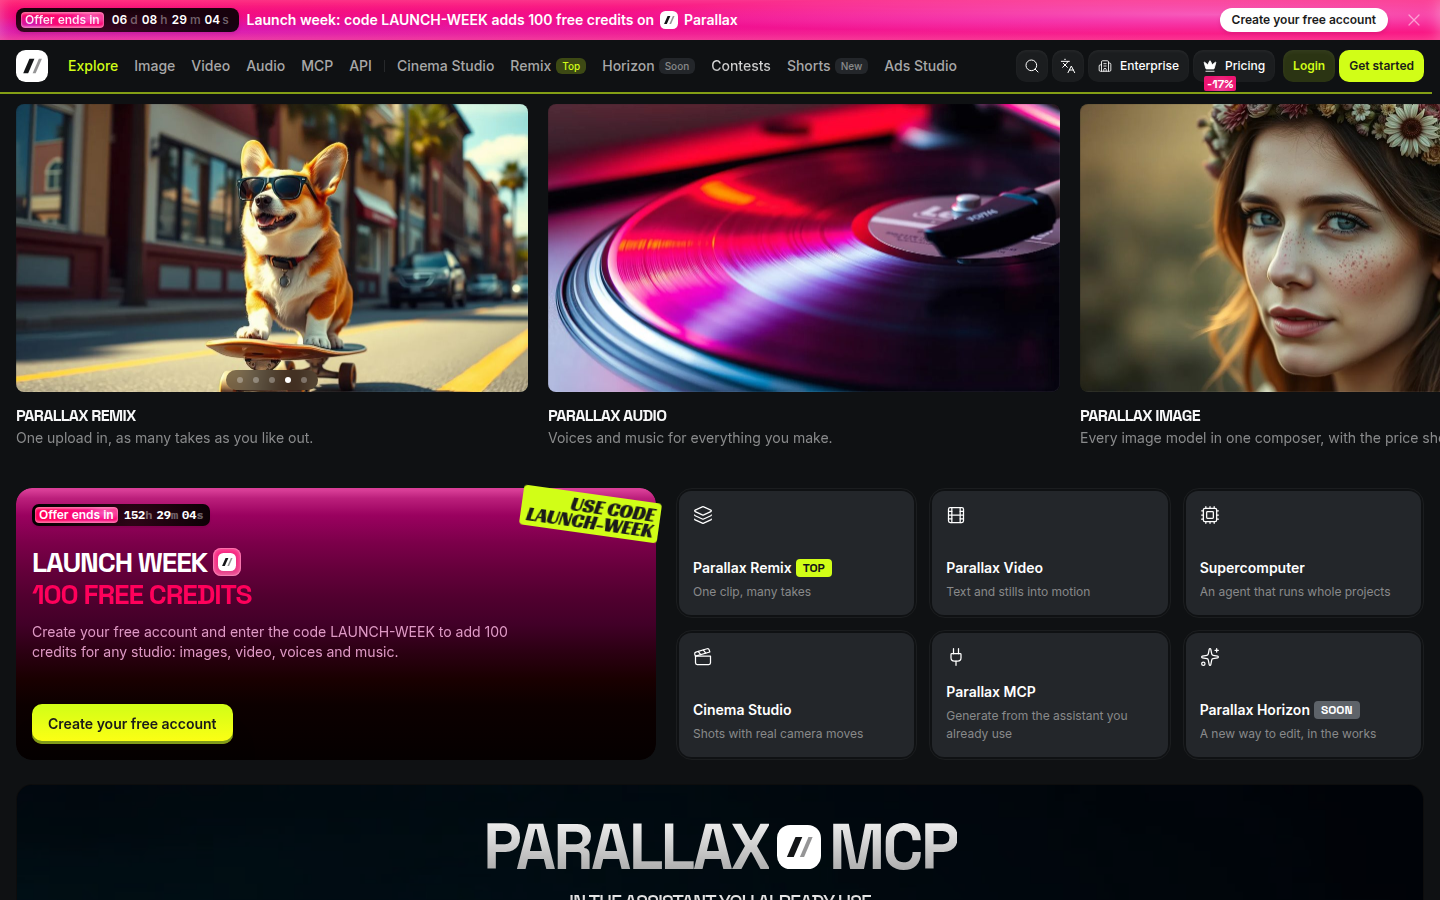 Offer ends in 06 d 08 h 29 m 04 s Launch week: code LAUNCH-WEEK adds 100 free credits on Parallax Create your free account
Explore Image Video Audio MCP API Cinema Studio Remix Top Horizon Soon Contests Shorts New Ads Studio Enterprise Pricing Login Get started
-17%
PARALLAX REMIX
One upload in, as many takes as you like out.
PARALLAX AUDIO
Voices and music for everything you make.
PARALLAX IMAGE
Every image model in one composer, with the price
Offer ends in 152h 29m 04s
USE CODE
LAUNCH-WEEK
LAUNCH WEEK
100 FREE CREDITS
Create your free account and enter the code LAUNCH-WEEK to add 100
credits for any studio: images, video, voices and music.
Create your free account
Parallax Remix TOP
One clip, many takes
Parallax Video
Text and stills into motion
Supercomputer
An agent that runs whole projects
Cinema Studio
Shots with real camera moves
Parallax MCP
Generate from the assistant you
already use
Parallax Horizon SOON
A new way to edit, in the works
PARALLAX MCP
IN THE ASSISTANT YOU ALREADY USE